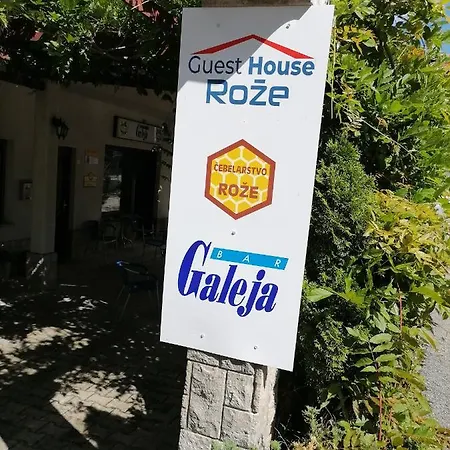 Guest House
Rože
ČEBELARSTVO
ROŽE
BAR
Galeja